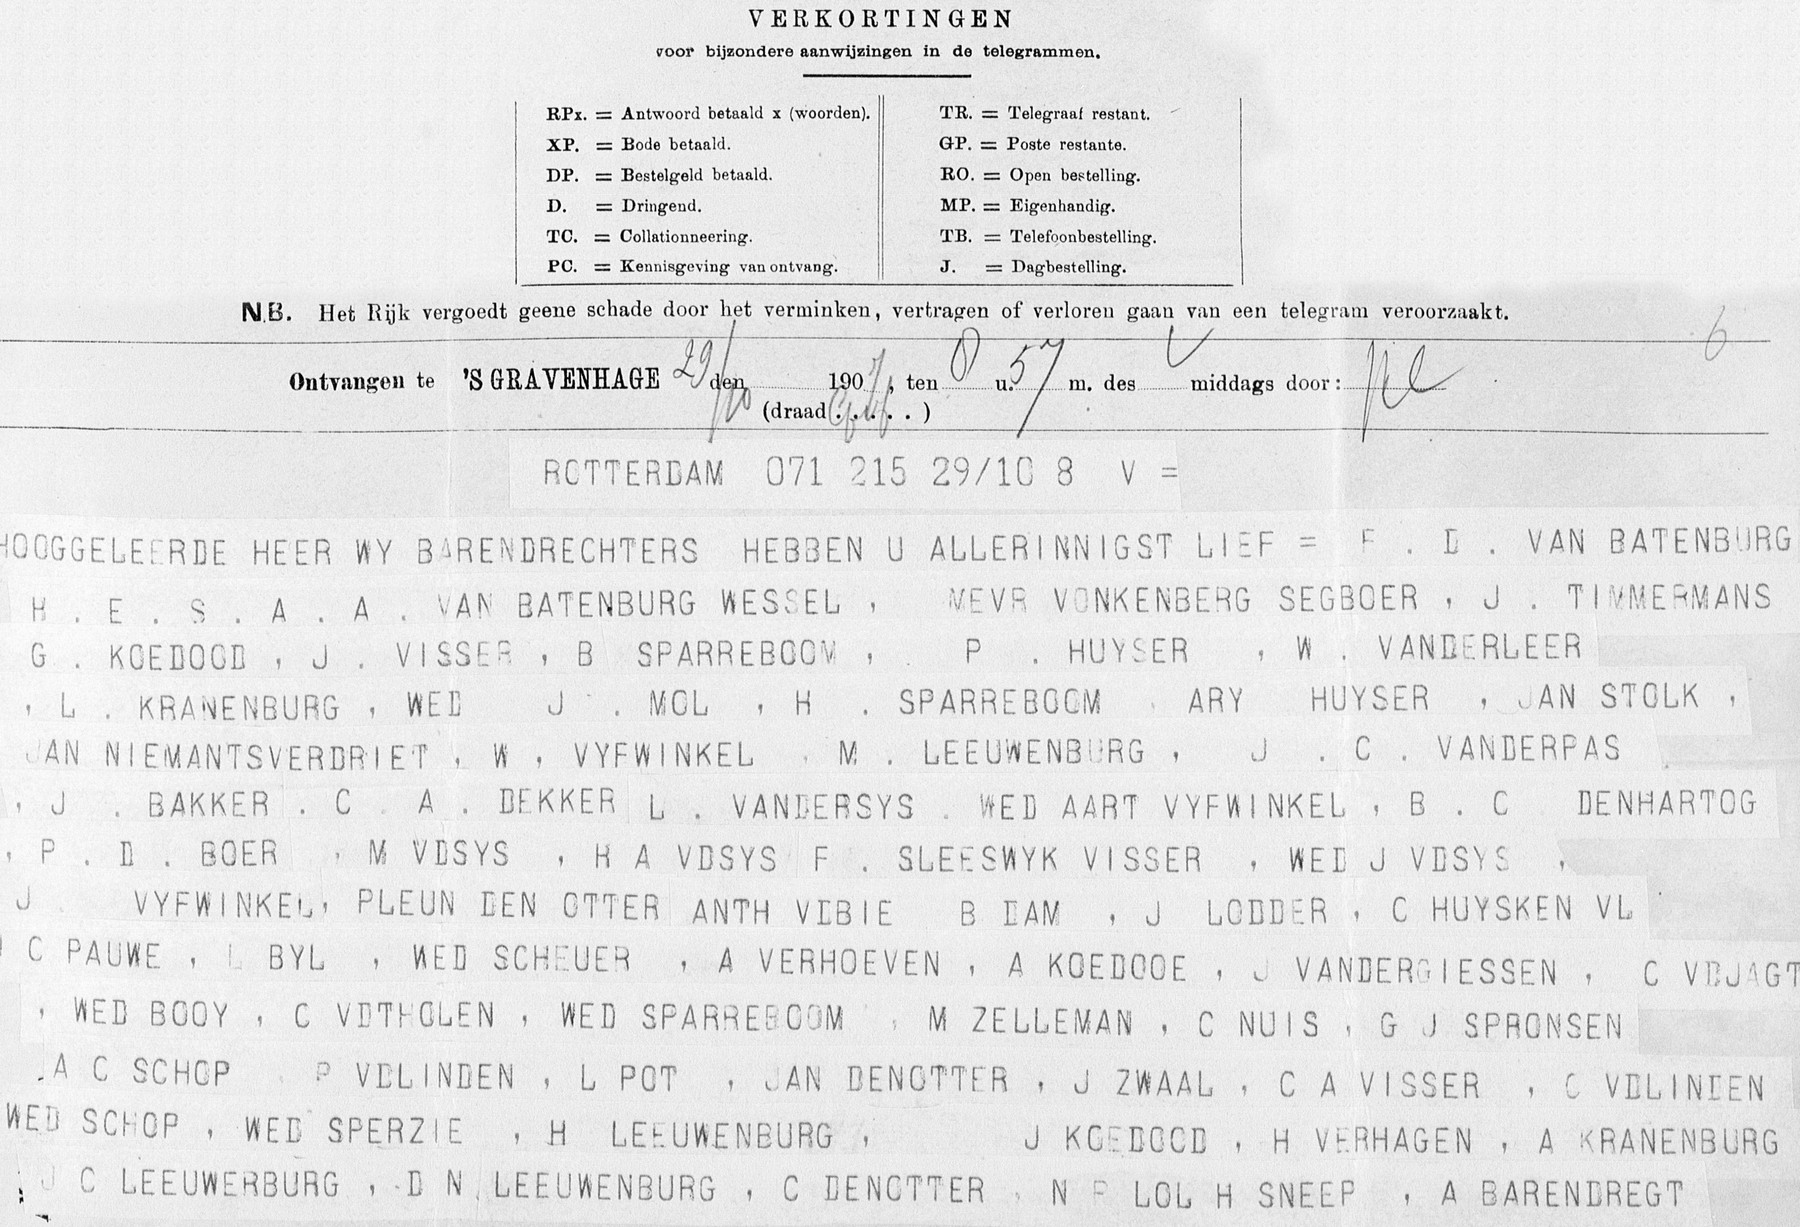 VERKORTINGEN
voor bijzondere aanwijzingen in de telegrammen.
RPx. = Antwoord betaald x (woorden).
XP. = Bode betaald.
DP. = Bestelgeld betaald.
D. = Dringend.
TC. = Collationneering.
PC. = Kennisgeving van ontvang.
TR. = Telegraaf restant.
GP. = Poste restante.
RO. = Open bestelling.
MP. = Eigenhandig.
TB. = Telefoonbestelling.
J. = Dagbestelling.
N.B. Het Rijk vergoedt geene schade door het verminken, vertragen of verloren gaan van een telegram veroorzaakt.
6
Ontvangen te 'S GRAVENHAGE 29/10 den 1907, ten 8 u. 57 m. des V middags door:
(draad . . . . . )
ROTTERDAM 071 215 29/10 8 V =
HOOGGELEERDE HEER WY BARENDRECHTERS HEBBEN U ALLERINNIGST LIEF = F . D . VAN BATENBURG
H . E . S . A . A . VAN BATENBURG WESSEL , MEVR VONKENBERG SEGBOER , J . TIMMERMANS
G . KOEDOOD , J . VISSER , B SPARREBOOM , . P . HUYSER , W . VANDERLEER
, L . KRANENBURG , WED J . MOL , H . SPARREBOOM , ARY HUYSER , JAN STOLK ,
JAN NIEMANTSVERDRIET , W , VYFWINKEL , M . LEEUWENBURG , J . C . VANDERPAS
, J . BAKKER . C . A . DEKKER L . VANDERSYS . WED AART VYFWINKEL , B . C DENHARTOG
, P . D . BOER , M VDSYS , H A VDSYS F . SLEESWYK VISSER , WED J VDSYS ,
J . VYFWINKEL, PLEUN DEN OTTER ANTH VDBIE B DAM , J LODDER , C HUYSKEN VL
C PAUWE , L BYL , WED SCHEUER , A VERHOEVEN , A KOEDOOE , J VANDERGIESSEN , C VDJAGT
, WED BOOY , C VDTHOLEN , WED SPARREBOOM , M ZELLEMAN , C NUIS , G J SPRONSEN
.A C SCHOP P VDLINDEN , L POT , JAN DENOTTER , J ZWAAL , C A VISSER , C VDLINDEN
WED SCHOP , WED SPERZIE , H LEEUWENBURG , J KOEDOOD , H VERHAGEN , A KRANENBURG
J C LEEUWERBURG , D N LEEUWENBURG , C DENOTTER , N P LOL H SNEEP , A BARENDREGT